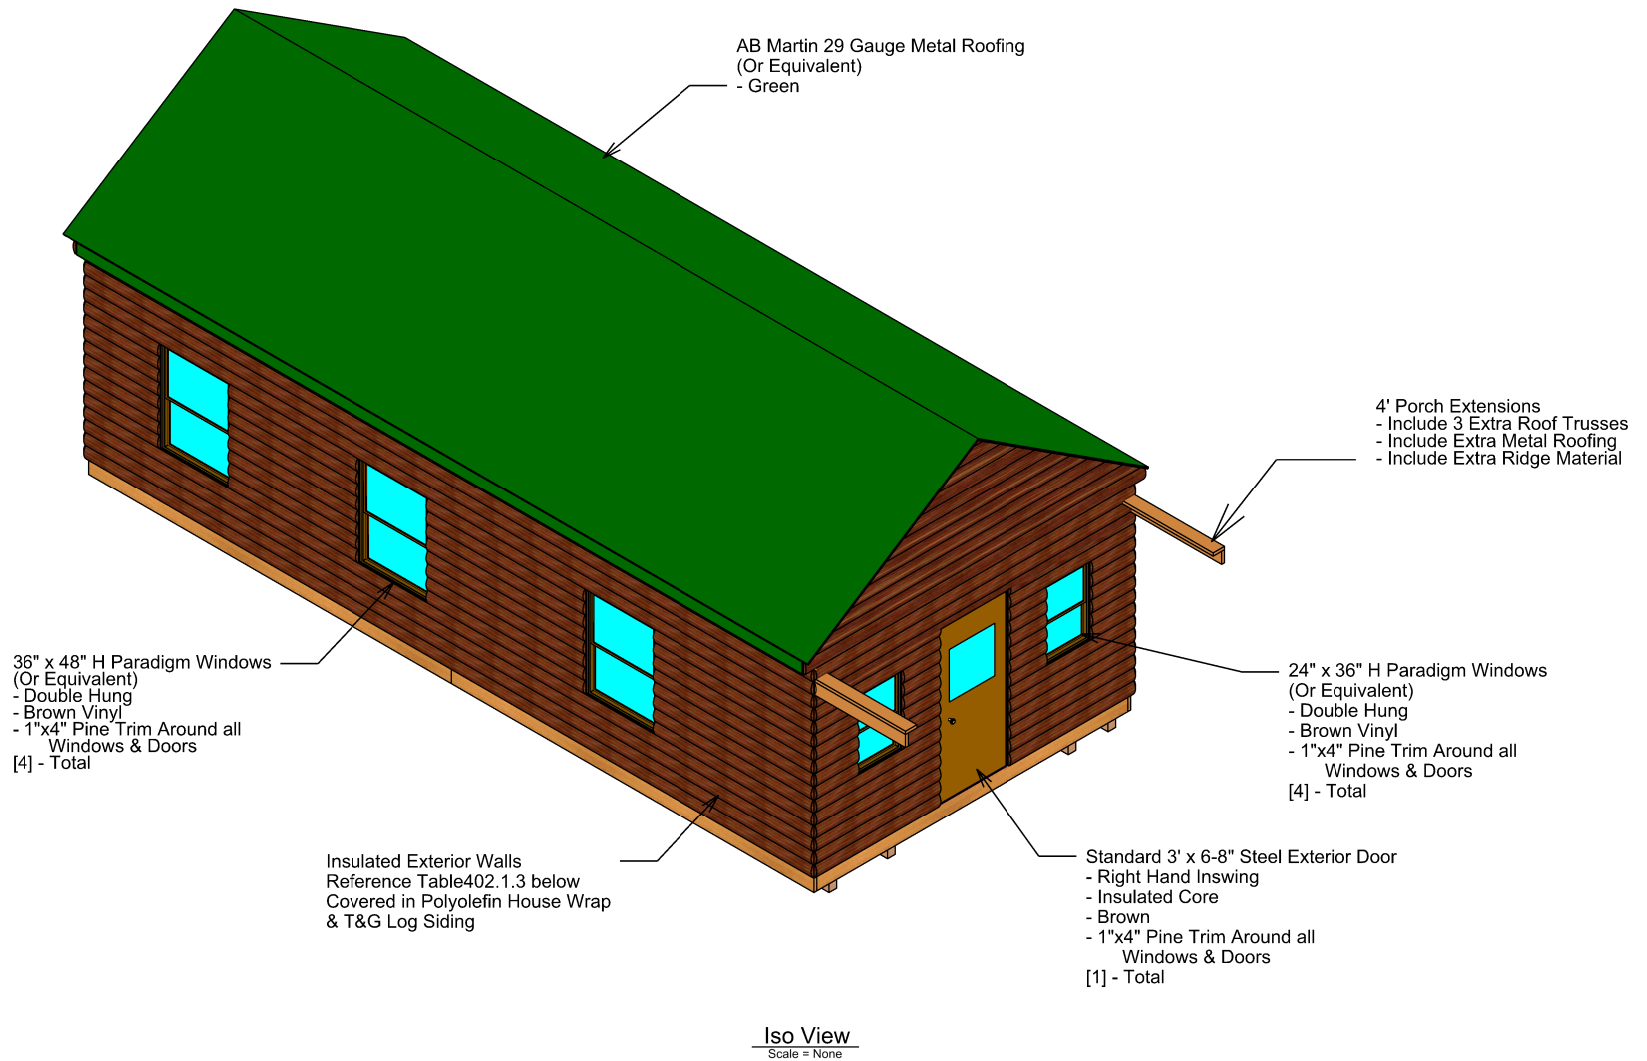 AB Martin 29 Gauge Metal Roofing
(Or Equivalent)
- Green
4' Porch Extensions
- Include 3 Extra Roof Trusses
- Include Extra Metal Roofing
- Include Extra Ridge Material
36" x 48" H Paradigm Windows
(Or Equivalent)
- Double Hung
- Brown Vinyl
- 1"x4" Pine Trim Around all
Windows & Doors
[4] - Total
24" x 36" H Paradigm Windows
(Or Equivalent)
- Double Hung
- Brown Vinyl
- 1"x4" Pine Trim Around all
Windows & Doors
[4] - Total
Insulated Exterior Walls
Reference Table402.1.3 below
Covered in Polyolefin House Wrap
& T&G Log Siding
Standard 3' x 6-8" Steel Exterior Door
- Right Hand Inswing
- Insulated Core
- Brown
- 1"x4" Pine Trim Around all
Windows & Doors
[1] - Total
Iso View
Scale = None